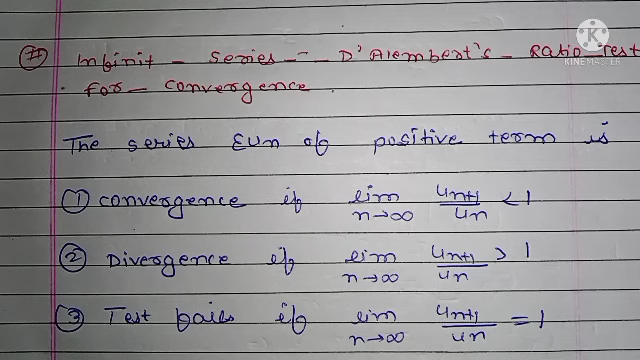 # Infinit - Series - - D'Alembert's - Ratio Test
for - convergence
The series Σun of positive term is
① convergence if lim n→∞ un+1/un < 1
② Divergence if lim n→∞ un+1/un > 1
③ Test fails if lim n→∞ un+1/un = 1
KINEMASTER